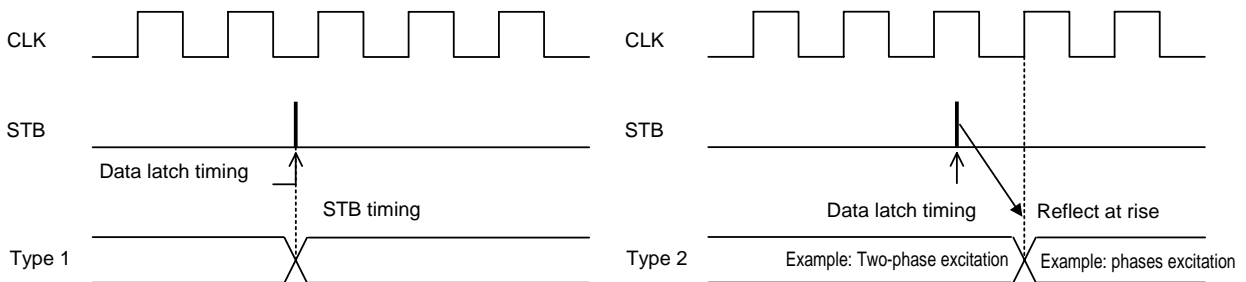 CLK
STB
Data latch timing
STB timing
Type 1
CLK
STB
Data latch timing
Reflect at rise
Type 2
Example: Two-phase excitation
Example: phases excitation